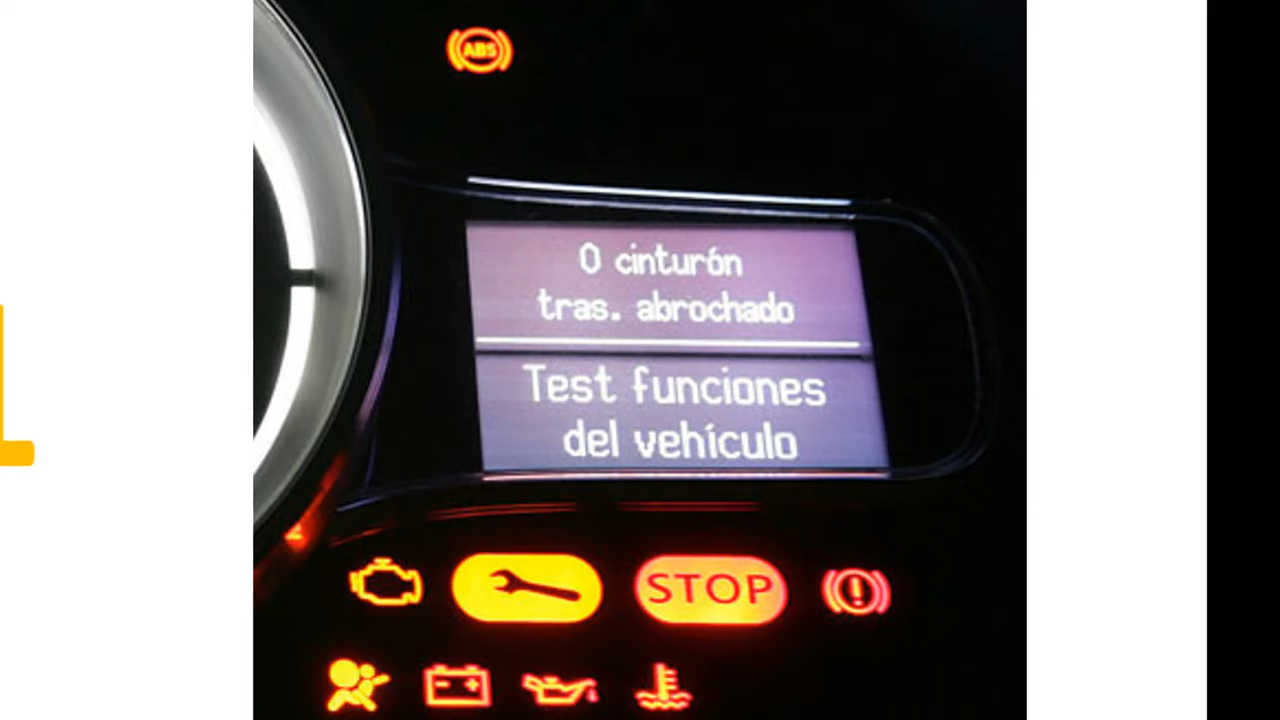 ABS
0 cinturón
tras. abrochado
Test funciones
del vehículo
STOP